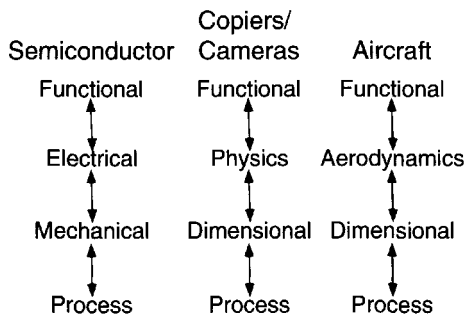 Semiconductor
Functional
Electrical
Mechanical
Process
Copiers/
Cameras
Functional
Physics
Dimensional
Process
Aircraft
Functional
Aerodynamics
Dimensional
Process